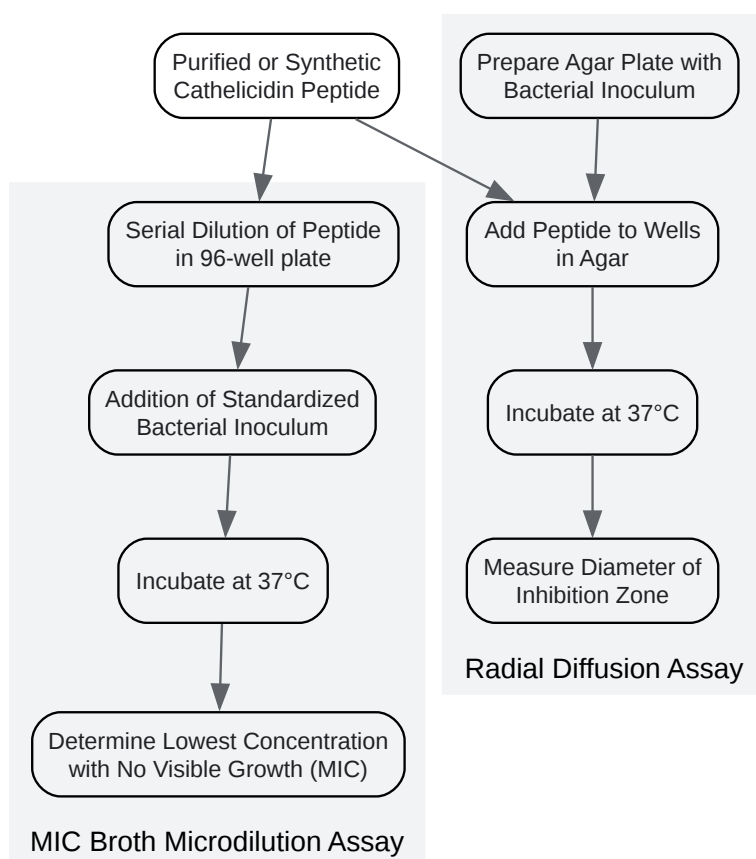 Purified or Synthetic
Cathelicidin Peptide
Prepare Agar Plate with
Bacterial Inoculum
Serial Dilution of Peptide
in 96-well plate
Add Peptide to Wells
in Agar
Addition of Standardized
Bacterial Inoculum
Incubate at 37°C
Incubate at 37°C
Measure Diameter of
Inhibition Zone
Radial Diffusion Assay
Determine Lowest Concentration
with No Visible Growth (MIC)
MIC Broth Microdilution Assay